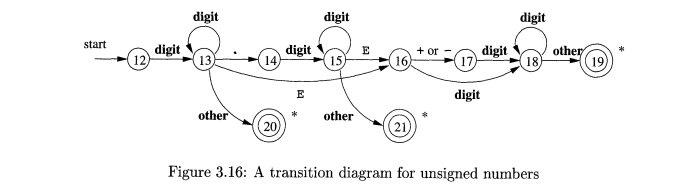 digit digit digit
start digit . digit E + or − digit other *
12 13 14 15 16 17 18 19
E digit
other * other *
20 21
Figure 3.16: A transition diagram for unsigned numbers